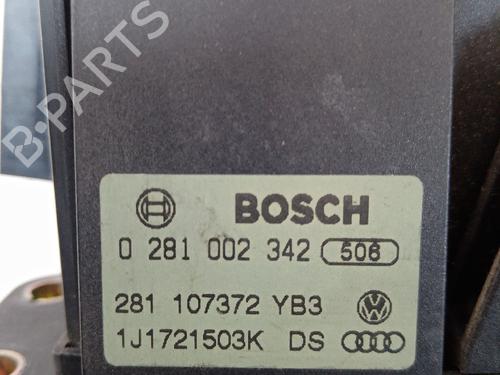 B-PARTS
BOSCH
0 281 002 342 506
281 107372 YB3
1J1721503K DS